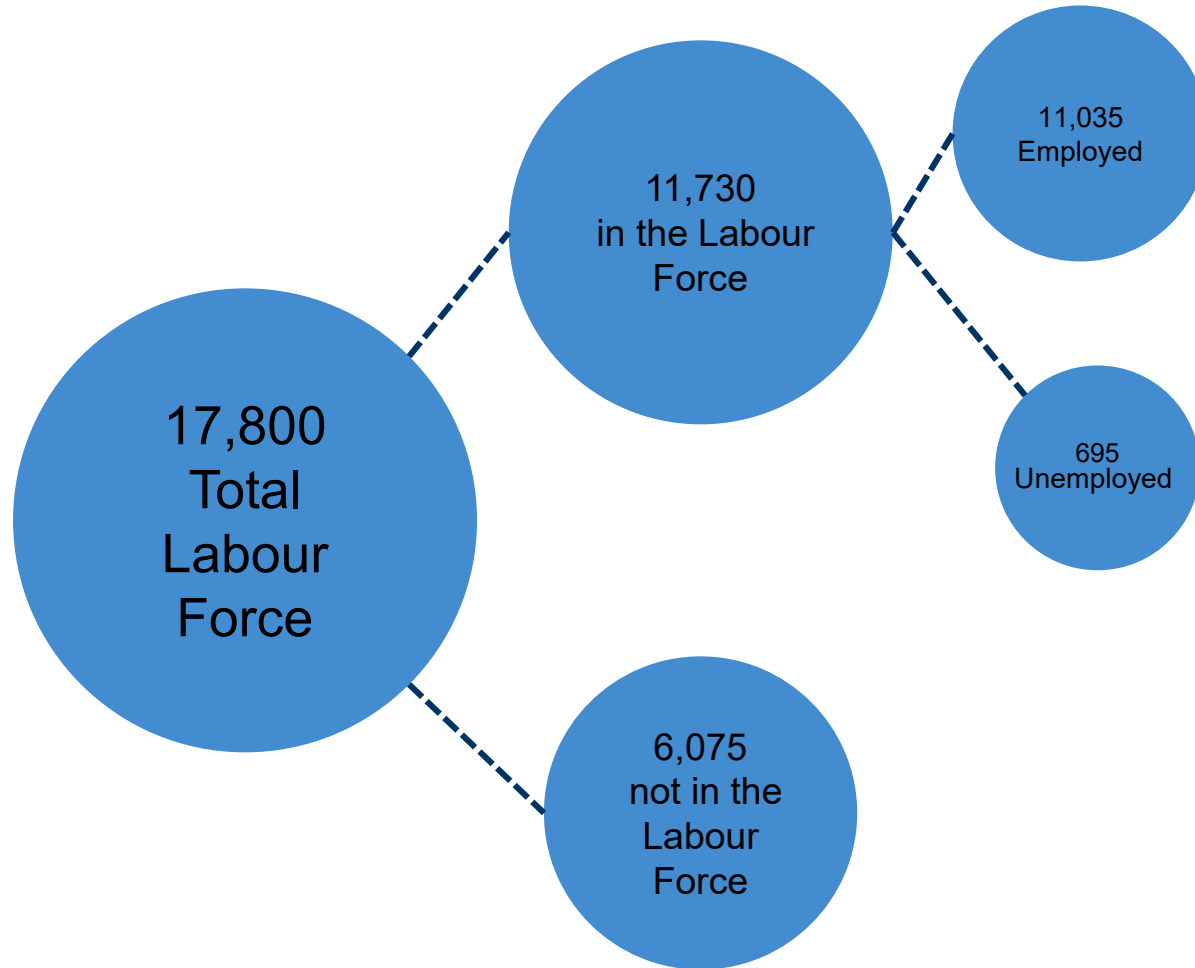 17,800
Total
Labour
Force
11,730
in the Labour
Force
11,035
Employed
695
Unemployed
6,075
not in the
Labour
Force